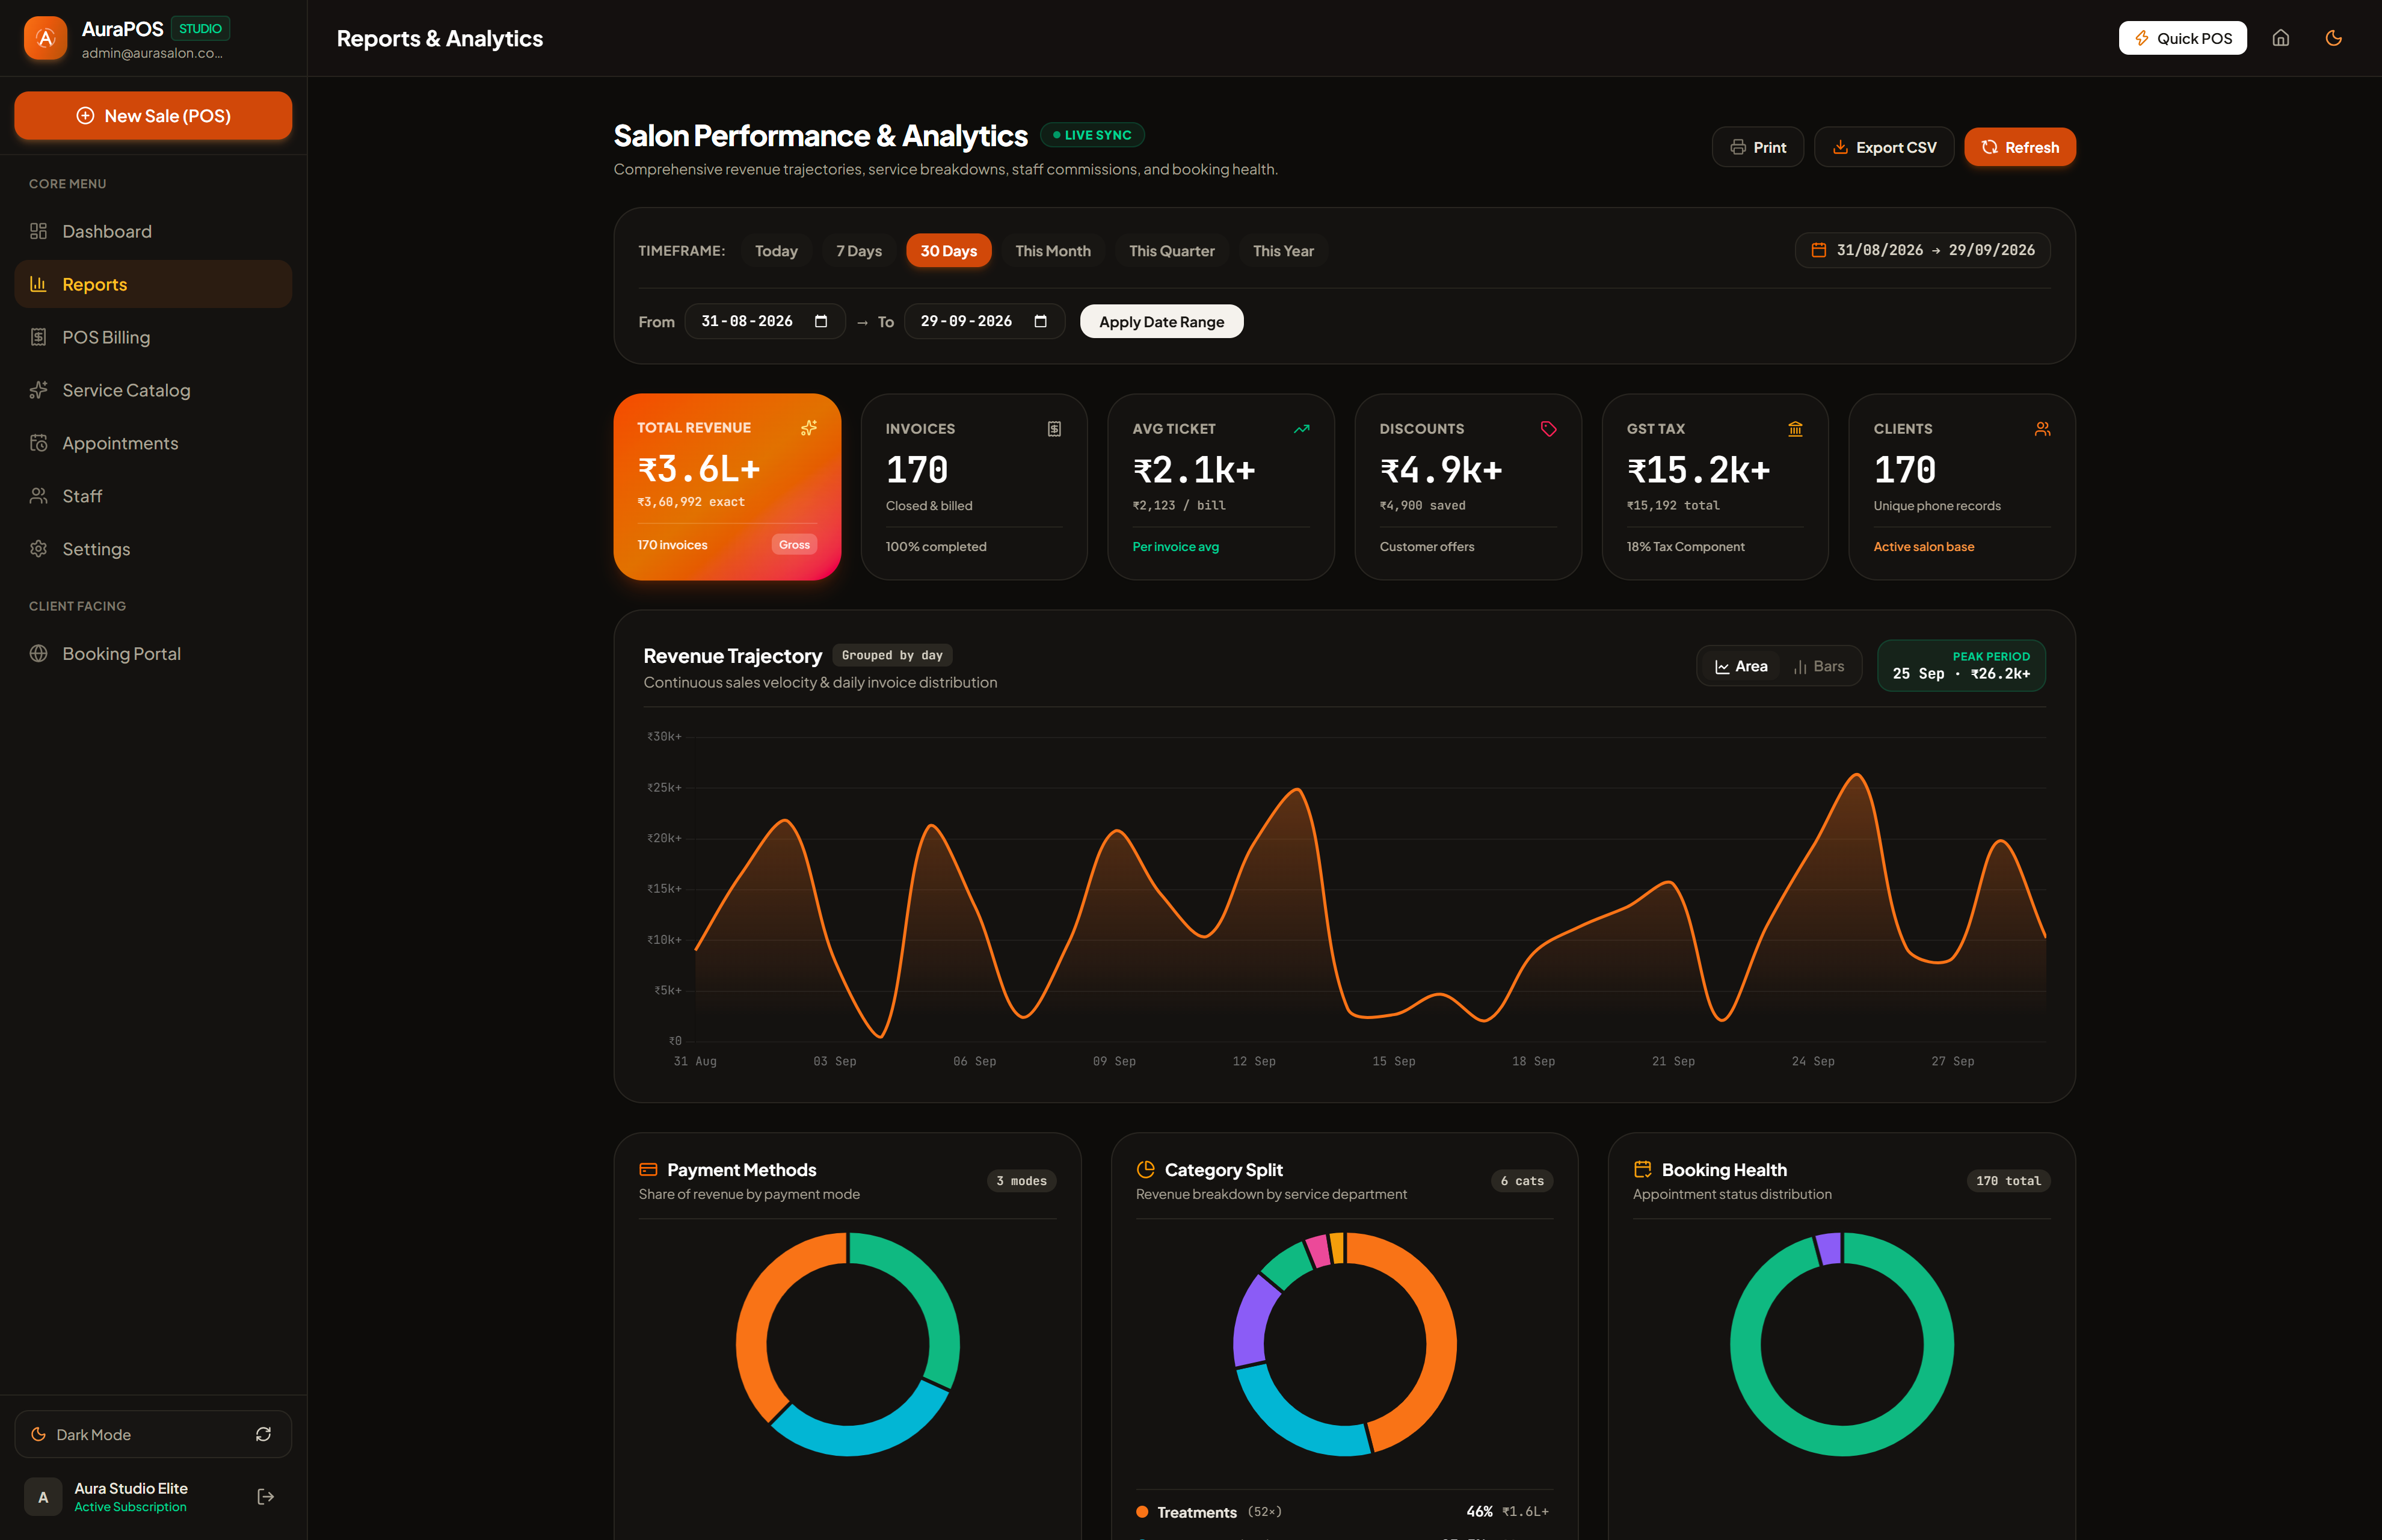 AuraPOS STUDIO
admin@aurasalon.co...
New Sale (POS)
CORE MENU
Dashboard
Reports
POS Billing
Service Catalog
Appointments
Staff
Settings
CLIENT FACING
Booking Portal
Dark Mode
A
Aura Studio Elite
Active Subscription
Reports & Analytics
Quick POS
Salon Performance & Analytics LIVE SYNC
Comprehensive revenue trajectories, service breakdowns, staff commissions, and booking health.
Print Export CSV Refresh
TIMEFRAME: Today 7 Days 30 Days This Month This Quarter This Year
31/08/2026 → 29/09/2026
From 31-08-2026 → To 29-09-2026 Apply Date Range
TOTAL REVENUE
₹3.6L+
₹3,60,992 exact
170 invoices Gross
INVOICES
170
Closed & billed
100% completed
AVG TICKET
₹2.1k+
₹2,123 / bill
Per invoice avg
DISCOUNTS
₹4.9k+
₹4,900 saved
Customer offers
GST TAX
₹15.2k+
₹15,192 total
18% Tax Component
CLIENTS
170
Unique phone records
Active salon base
Revenue Trajectory Grouped by day
Continuous sales velocity & daily invoice distribution
Area Bars
PEAK PERIOD
25 Sep · ₹26.2k+
₹30k+
₹25k+
₹20k+
₹15k+
₹10k+
₹5k+
₹0
31 Aug 03 Sep 06 Sep 09 Sep 12 Sep 15 Sep 18 Sep 21 Sep 24 Sep 27 Sep
Payment Methods
Share of revenue by payment mode
3 modes
Category Split
Revenue breakdown by service department
6 cats
Treatments (52×) 46% ₹1.6L+
Booking Health
Appointment status distribution
170 total